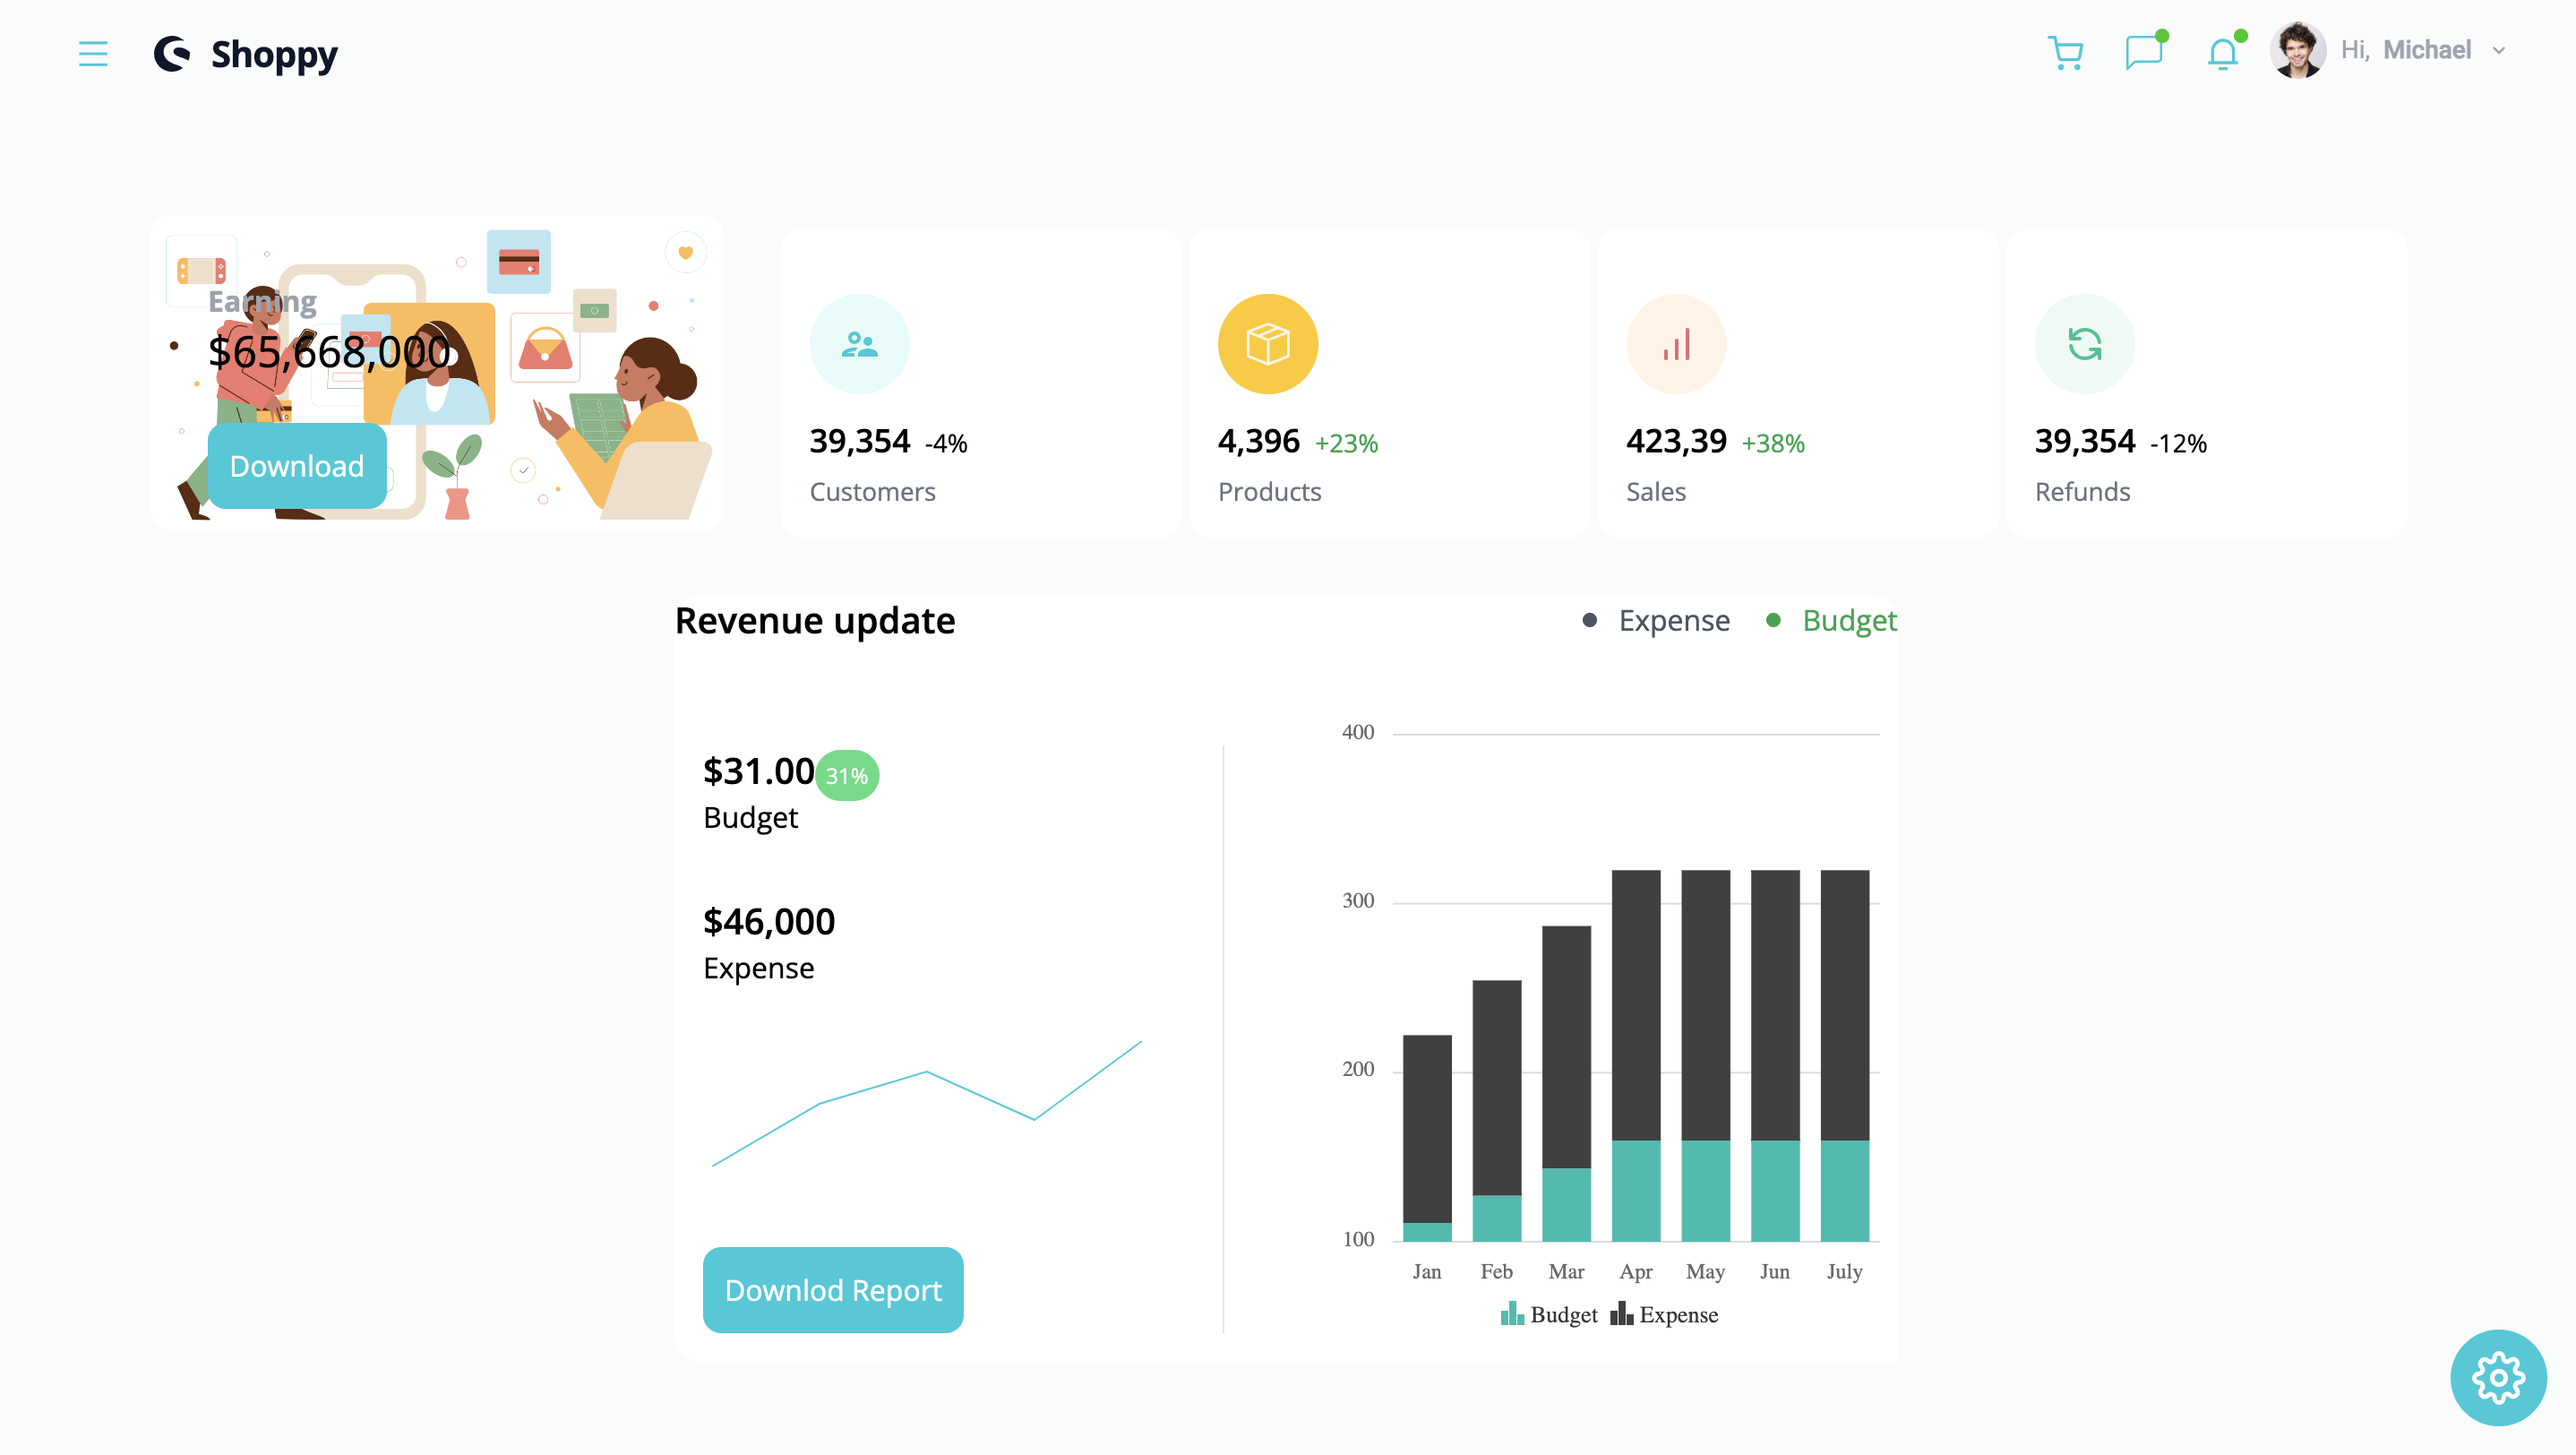 Shoppy
Hi, Michael
Earning
$65,668,000
Download
39,354 -4%
Customers
4,396 +23%
Products
423,39 +38%
Sales
39,354 -12%
Refunds
Revenue update
Expense
Budget
$31.00 31%
Budget
$46,000
Expense
Downlod Report
400
300
200
100
Jan Feb Mar Apr May Jun July
Budget Expense